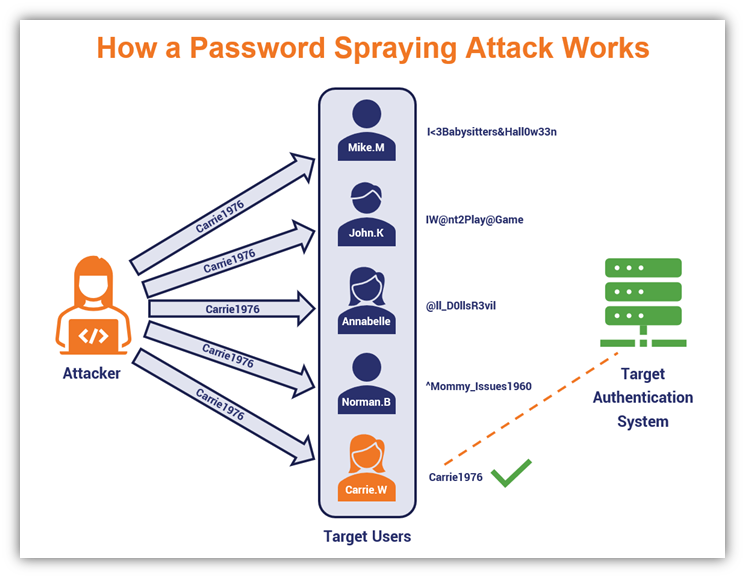 How a Password Spraying Attack Works
Mike.M
I<3Babysitters&Hall0w33n
Carrie1976
John.K
IW@nt2Play@Game
Carrie1976
Carrie1976
Annabelle
@ll_D0llsR3vil
Attacker
Carrie1976
Norman.B
^Mommy_Issues1960
Target
Authentication
System
Carrie1976
Carrie.W
Carrie1976
Target Users